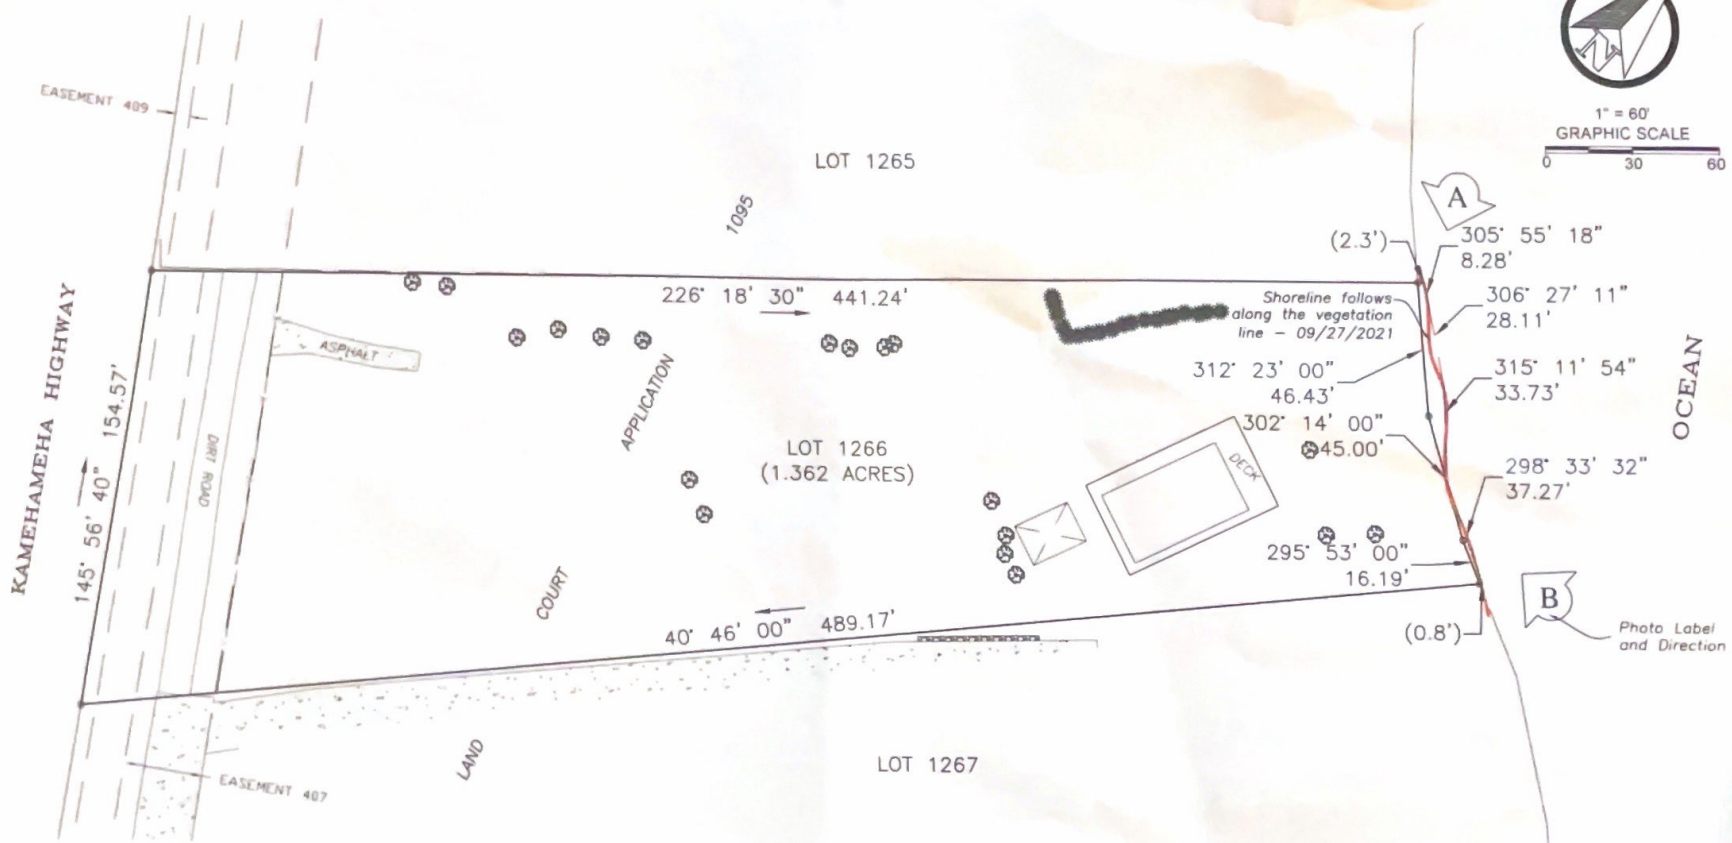 N
1" = 60'
GRAPHIC SCALE
0 30 60
EASEMENT 409
LOT 1265
1095
A
(2.3')
305° 55' 18"
8.28'
226° 18' 30" 441.24'
Shoreline follows
along the vegetation
line - 09/27/2021
306° 27' 11"
28.11'
ASPHALT
312° 23' 00"
46.43'
315° 11' 54"
33.73'
OCEAN
KAMEHAMEHA HIGHWAY
145° 56' 40" 154.57'
DIRT ROAD
APPLICATION
LOT 1266
(1.362 ACRES)
302° 14' 00"
45.00'
DECK
298° 33' 32"
37.27'
295° 53' 00"
16.19'
COURT
40° 46' 00" 489.17'
B
(0.8')
Photo Label
and Direction
LAND
LOT 1267
EASEMENT 407